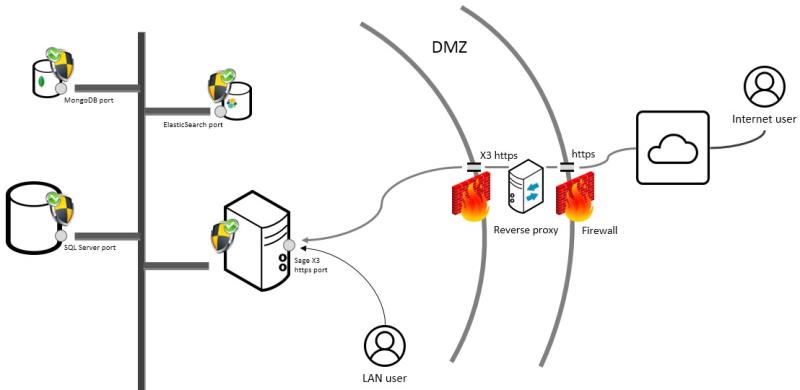 DMZ
MongoDB port
ElasticSearch port
Internet user
X3 https
https
SQL Server port
Sage X3
https port
Reverse proxy
Firewall
LAN user